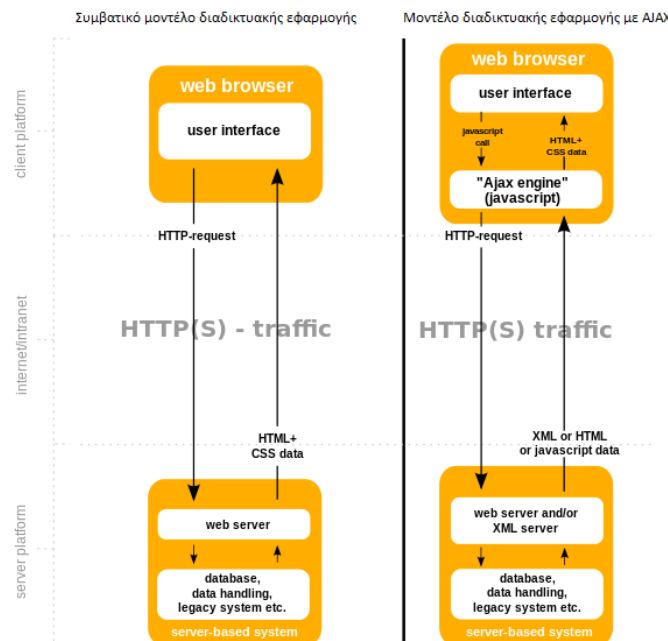 Συμβατικό μοντέλο διαδικτυακής εφαρμογής
web browser
user interface
HTTP-request
HTTP(S) - traffic
HTML+
CSS data
web server
database,
data handling,
legacy system etc.
server-based system
Μοντέλο διαδικτυακής εφαρμογής με AJAX
web browser
user interface
javascript
call
HTML+
CSS data
"Ajax engine"
(javascript)
HTTP-request
HTTP(S) traffic
XML or HTML
or javascript data
web server and/or
XML server
database,
data handling,
legacy system etc.
server-based system
client platform
internet/intranet
server platform